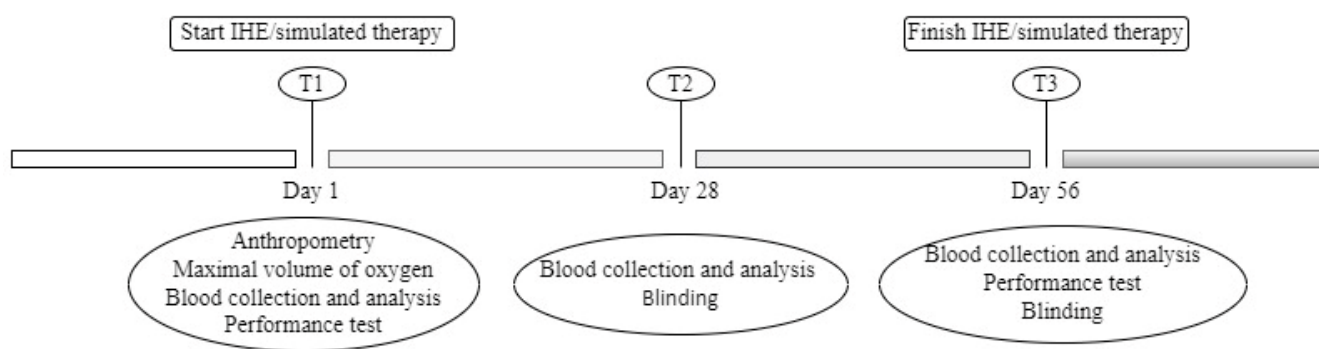 Start IHE/simulated therapy
Finish IHE/simulated therapy
T1
T2
T3
Day 1
Day 28
Day 56
Anthropometry
Maximal volume of oxygen
Blood collection and analysis
Performance test
Blood collection and analysis
Blinding
Blood collection and analysis
Performance test
Blinding